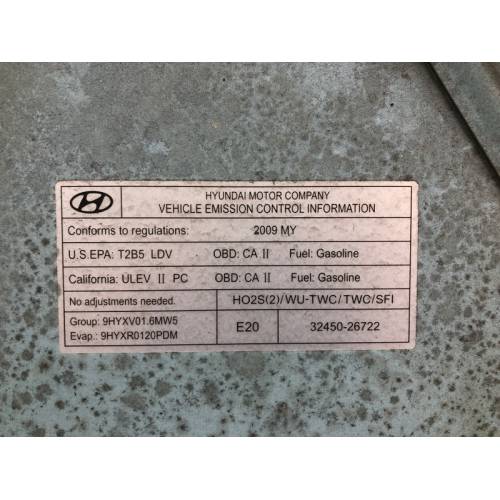 HYUNDAI MOTOR COMPANY
VEHICLE EMISSION CONTROL INFORMATION
Conforms to regulations: 2009 MY
U.S.EPA: T2B5 LDV OBD: CA II Fuel: Gasoline
California: ULEV II PC OBD: CA II Fuel: Gasoline
No adjustments needed. HO2S(2)/WU-TWC/TWC/SFI
Group: 9HYXV01.6MW5
Evap.: 9HYXR0120PDM
E20 32450-26722